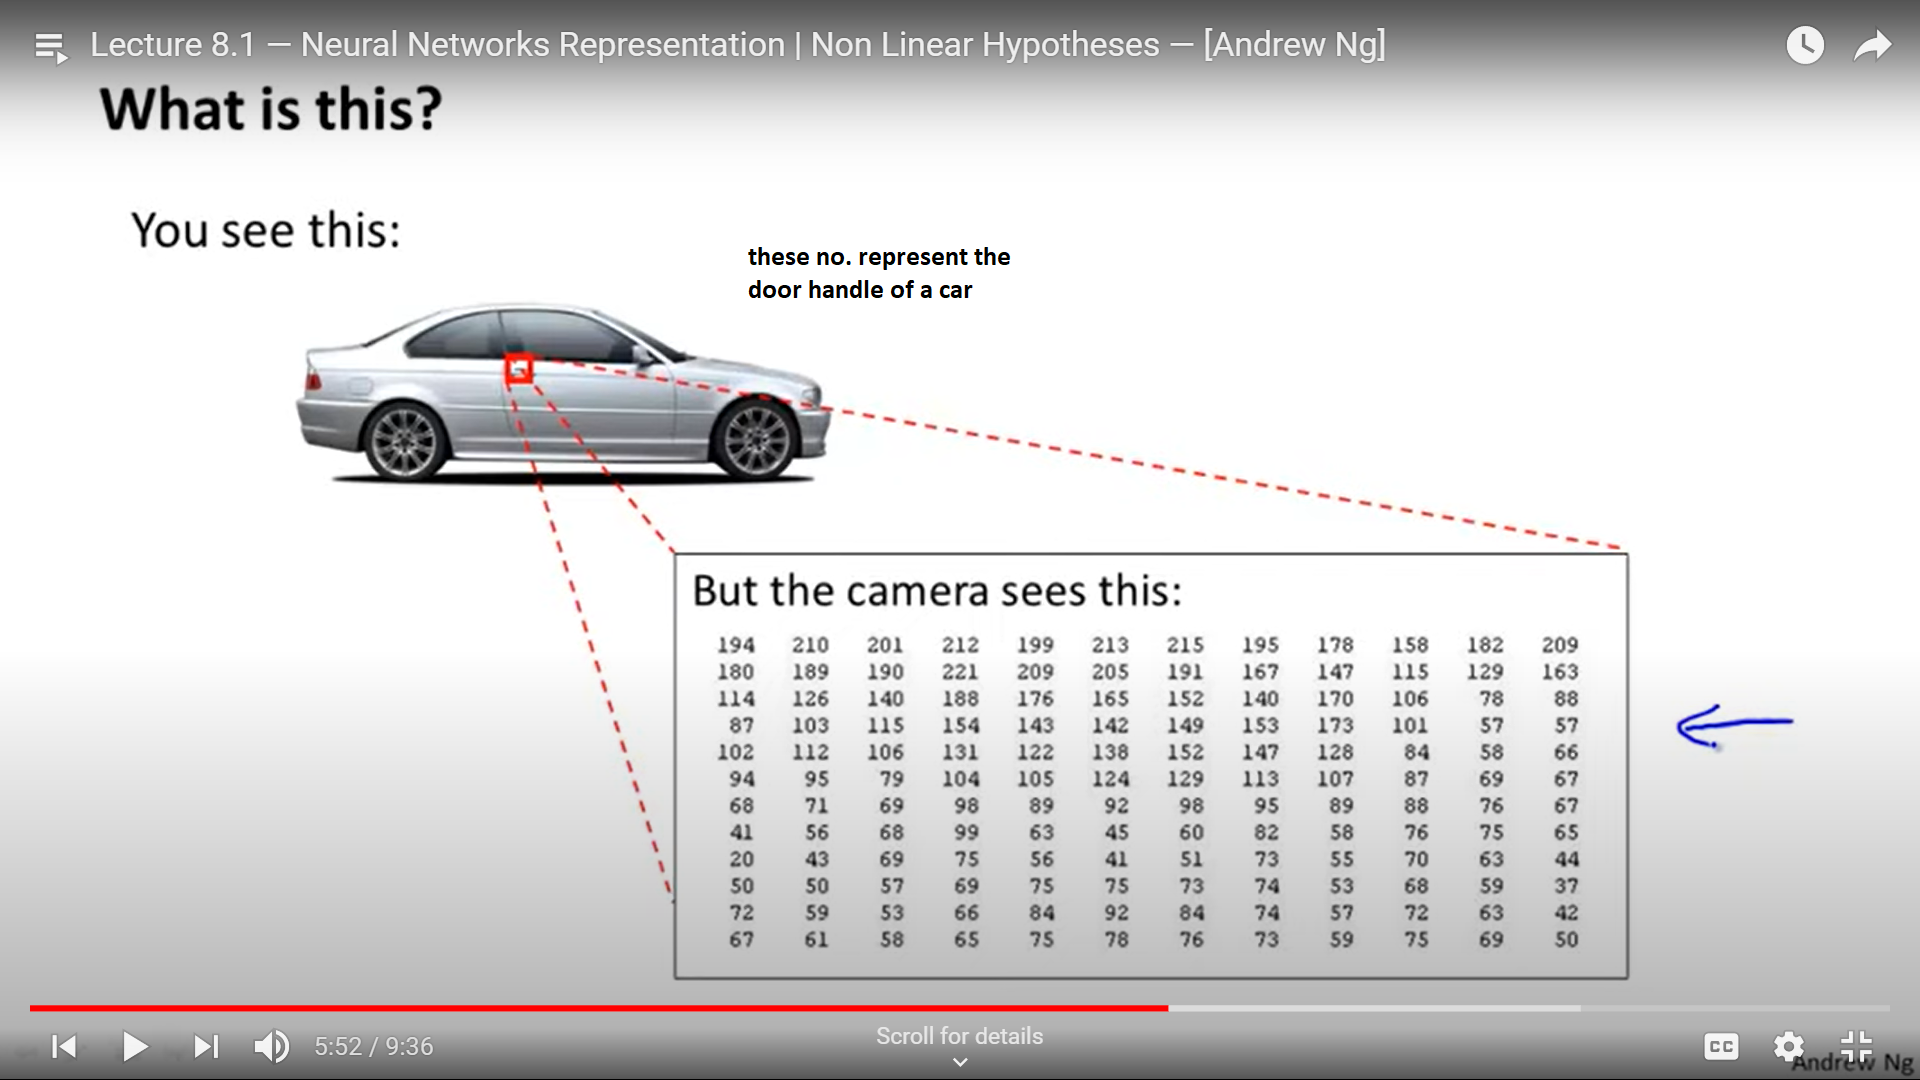 Lecture 8.1 — Neural Networks Representation | Non Linear Hypotheses — [Andrew Ng]
What is this?
You see this:
these no. represent the
door handle of a car
But the camera sees this:
194 210 201 212 199 213 215 195 178 158 182 209
180 189 190 221 209 205 191 167 147 115 129 163
114 126 140 188 176 165 152 140 170 106 78 88
87 103 115 154 143 142 149 153 173 101 57 57
102 112 106 131 122 138 152 147 128 84 58 66
94 95 79 104 105 124 129 113 107 87 69 67
68 71 69 98 89 92 98 95 89 88 76 67
41 56 68 99 63 45 60 82 58 76 75 65
20 43 69 75 56 41 51 73 55 70 63 44
50 50 57 69 75 75 73 74 53 68 59 37
72 59 53 66 84 92 84 74 57 72 63 42
67 61 58 65 75 78 76 73 59 75 69 50
5:52 / 9:36
Scroll for details
CC
Andrew Ng